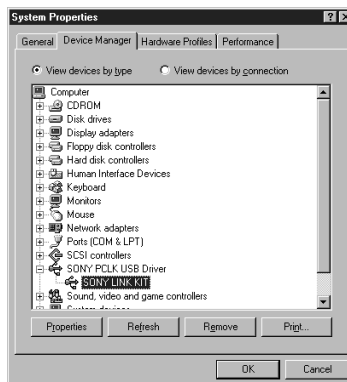 System Properties
General Device Manager Hardware Profiles Performance
View devices by type View devices by connection
Computer
CDROM
Disk drives
Display adapters
Floppy disk controllers
Hard disk controllers
Human Interface Devices
Keyboard
Monitors
Mouse
Network adapters
Ports (COM & LPT)
SCSI controllers
SONY PCLK USB Driver
SONY LINK KIT
Sound, video and game controllers
System devices
Properties Refresh Remove Print...
OK Cancel